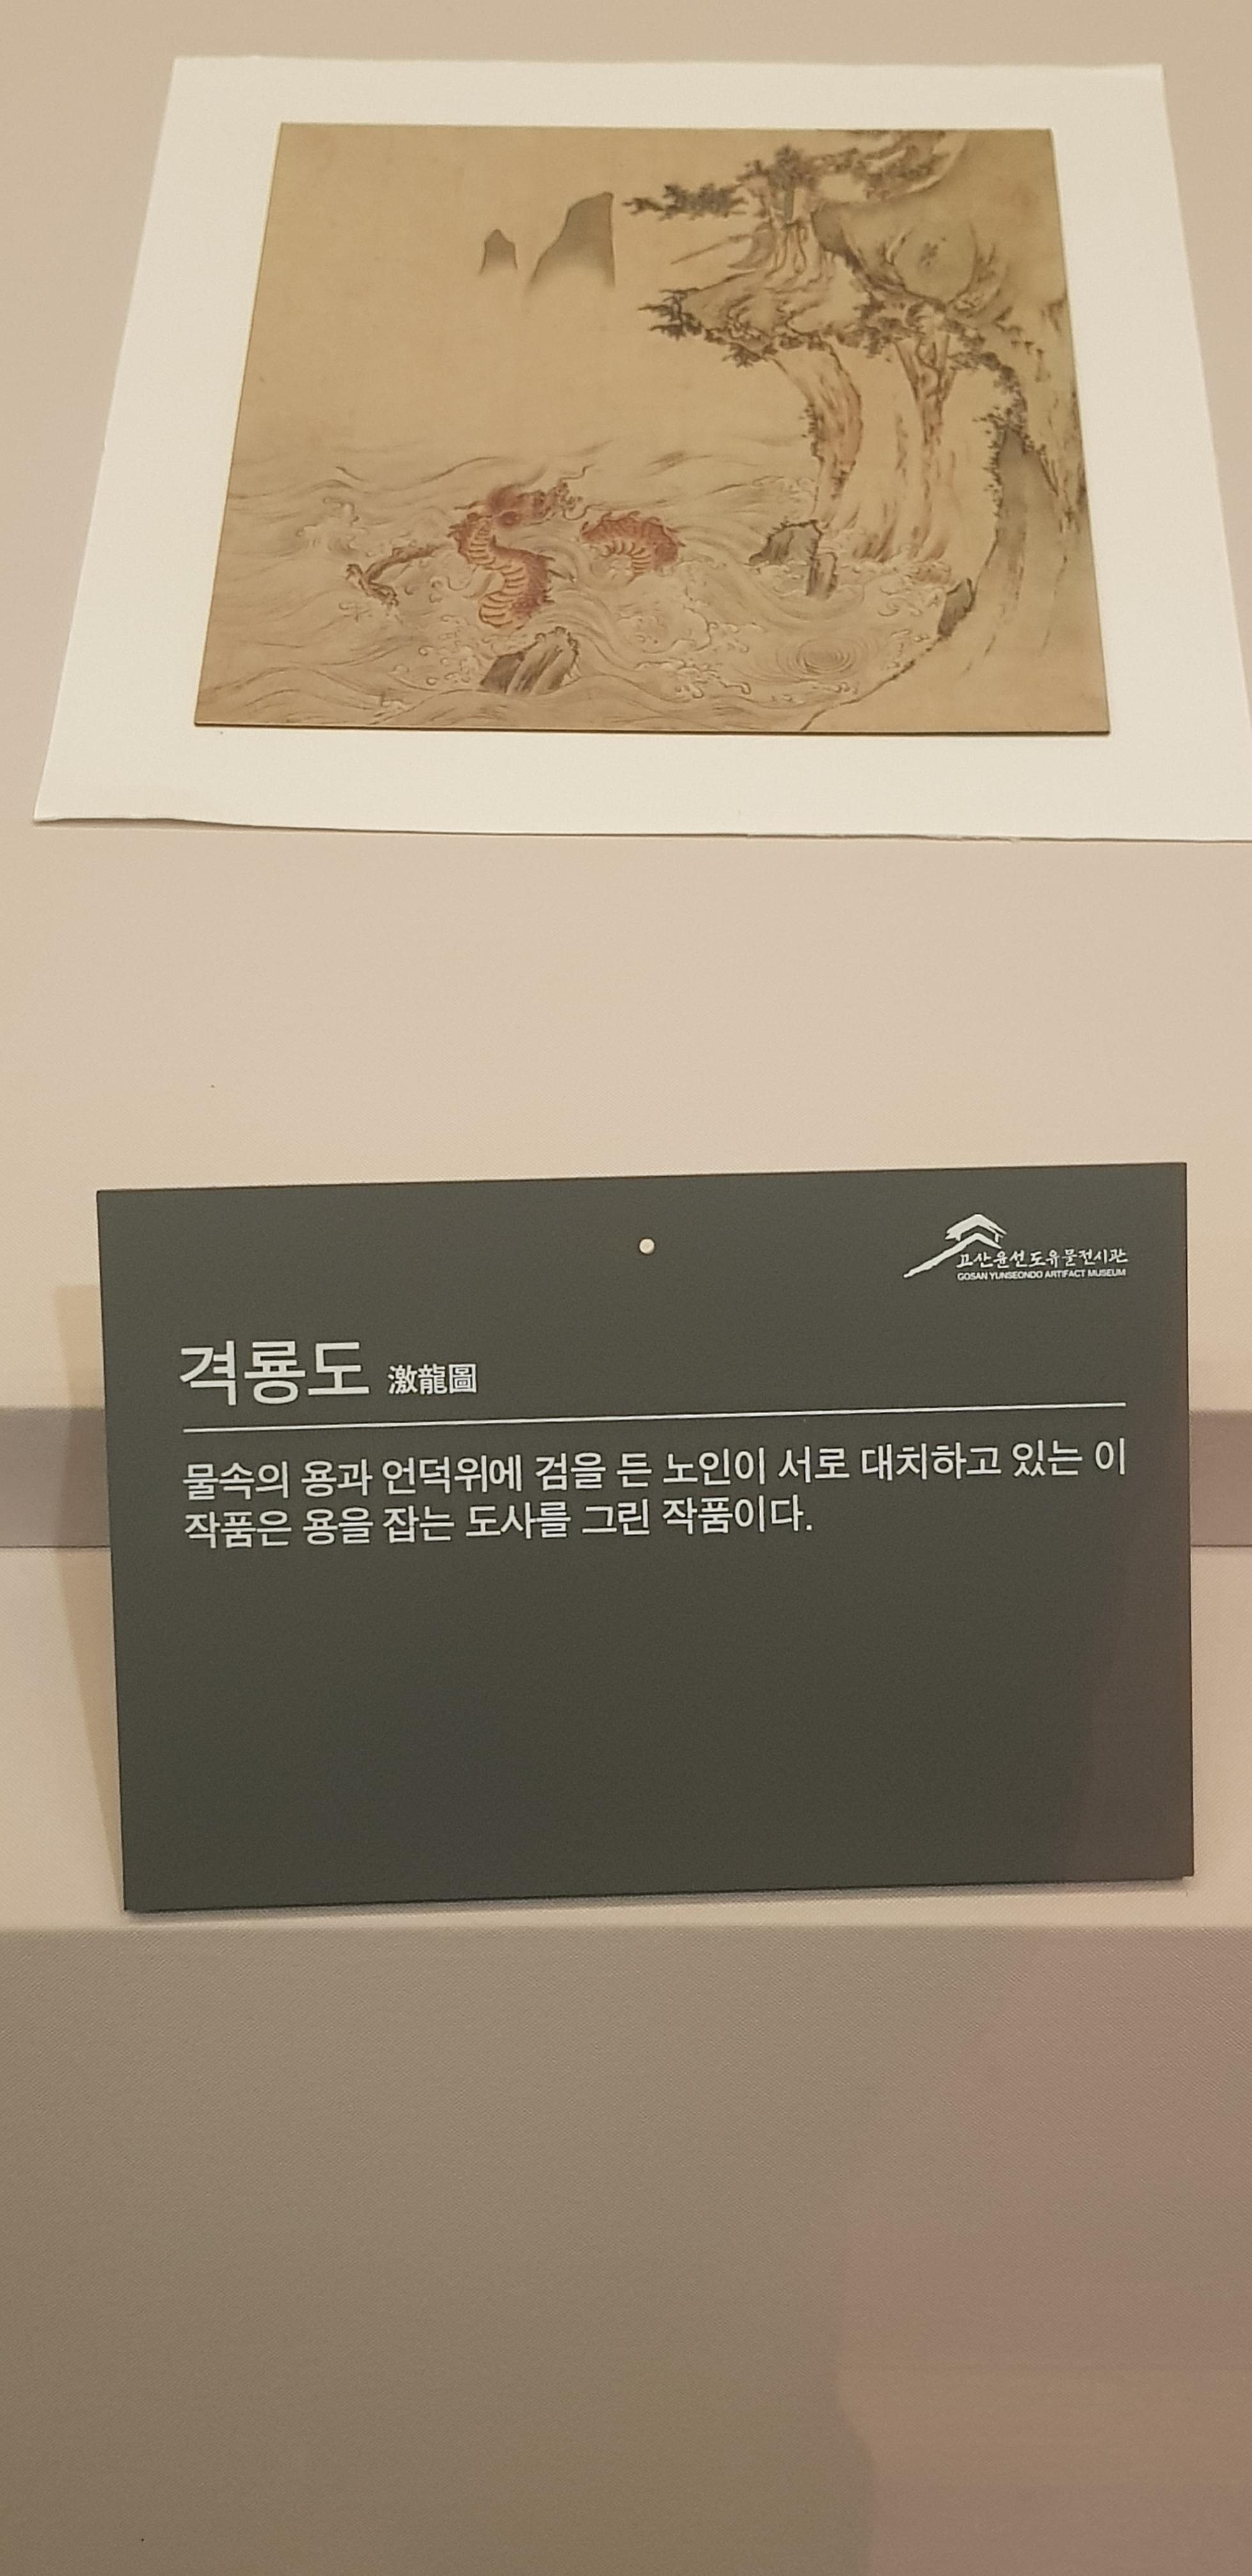 고산윤선도유물전시관
GOSAN YUNSEONDO ARTIFACT MUSEUM
격룡도 激龍圖
물속의 용과 언덕위에 검을 든 노인이 서로 대치하고 있는 이
작품은 용을 잡는 도사를 그린 작품이다.